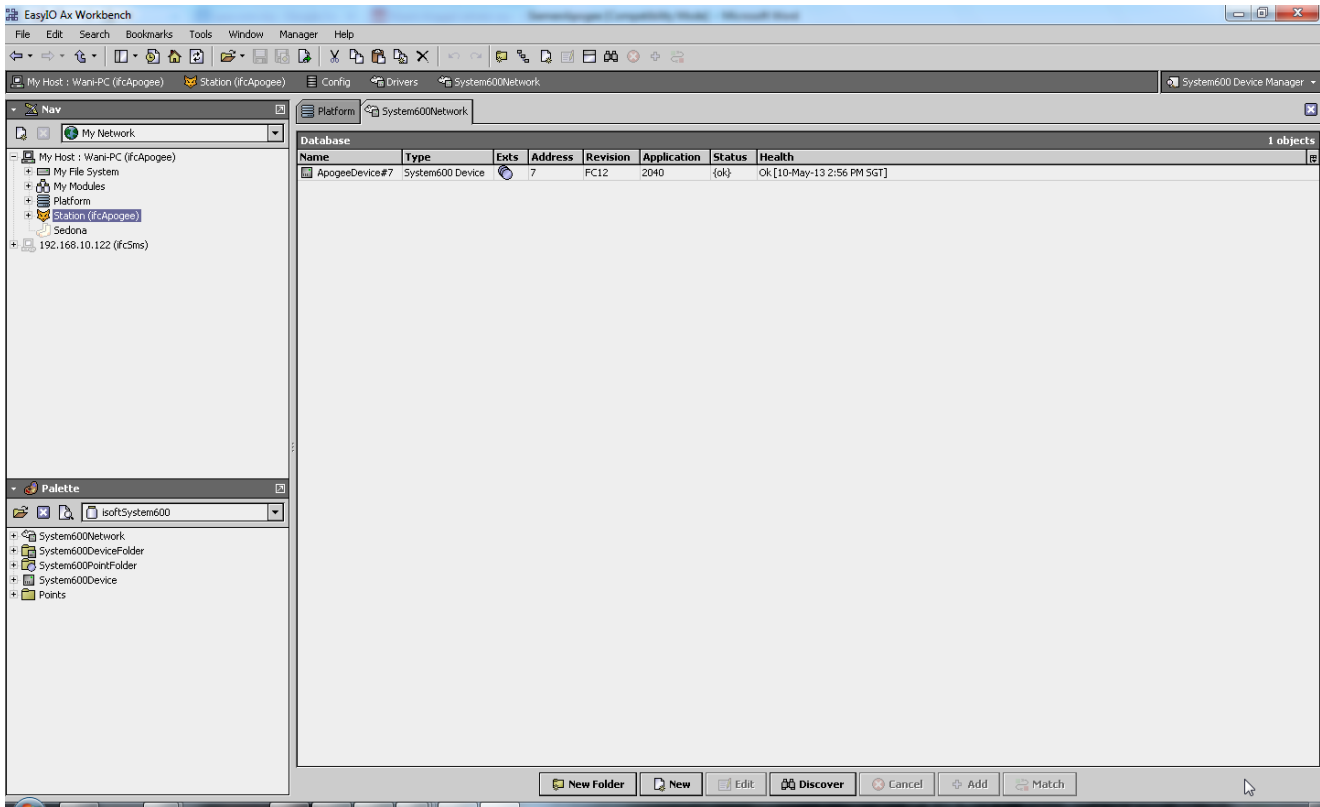 EasyIO Ax Workbench
File Edit Search Bookmarks Tools Window Manager Help
My Host : Wani-PC (ifcApogee) Station (ifcApogee) Config Drivers System600Network System600 Device Manager
Nav
My Network
My Host : Wani-PC (ifcApogee)
My File System
My Modules
Platform
Station (ifcApogee)
Sedona
192.168.10.122 (ifcSms)
Palette
isoftSystem600
System600Network
System600DeviceFolder
System600PointFolder
System600Device
Points
Platform System600Network
Database 1 objects
Name Type Exts Address Revision Application Status Health
ApogeeDevice#7 System600 Device 7 FC12 2040 {ok} Ok [10-May-13 2:56 PM SGT]
New Folder New Edit Discover Cancel Add Match